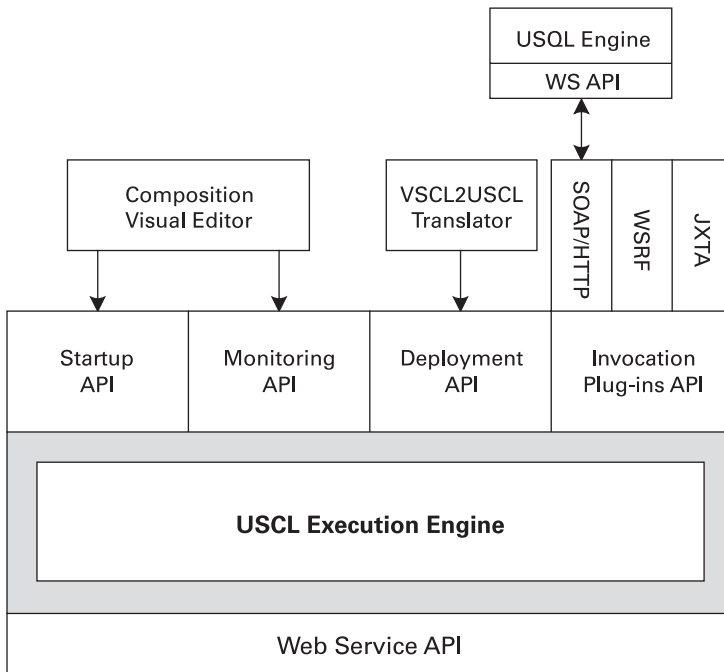 USQL Engine
WS API
Composition
Visual Editor
VSCL2USCL
Translator
SOAP/HTTP
WSRF
JXTA
Startup
API
Monitoring
API
Deployment
API
Invocation
Plug-ins API
USCL Execution Engine
Web Service API